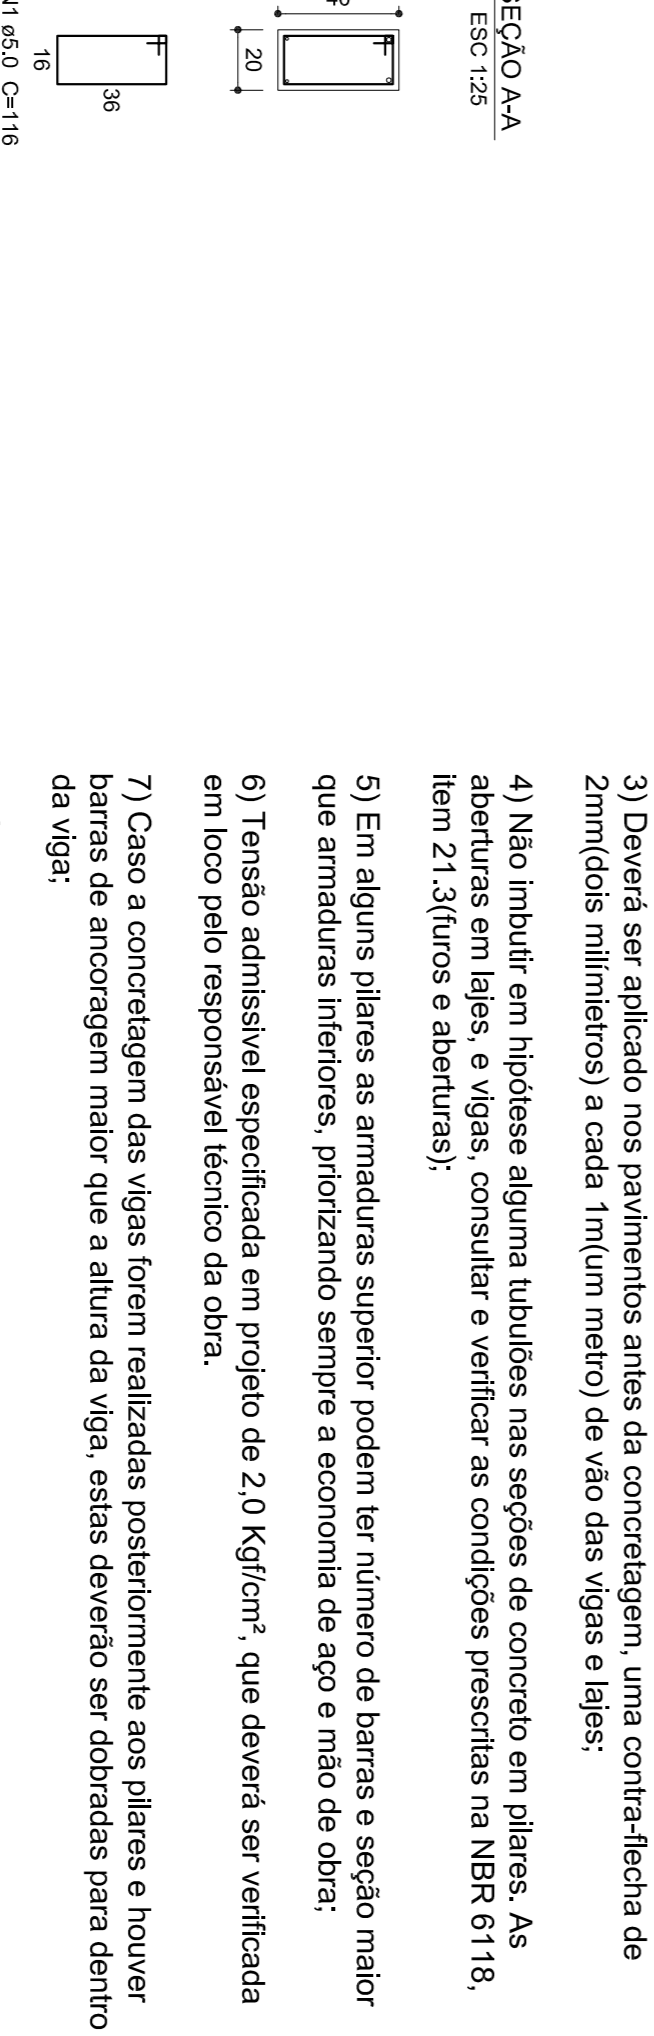 SEÇÃO A-A
ESC 1:25
20
36
16
N1 ø5.0 C=116
3) Deverá ser aplicado nos pavimentos antes da concretagem, uma contra-flecha de
2mm(dois milímietros) a cada 1m(um metro) de vão das vigas e lajes;
4) Não imbutir em hipótese alguma tubulões nas seções de concreto em pilares. As
aberturas em lajes, e vigas, consultar e verificar as condições prescritas na NBR 6118,
item 21.3(furos e aberturas);
5) Em alguns pilares as armaduras superior podem ter número de barras e seção maior
que armaduras inferiores, priorizando sempre a economia de aço e mão de obra;
6) Tensão admissivel especificada em projeto de 2,0 Kgf/cm², que deverá ser verificada
em loco pelo responsável técnico da obra.
7) Caso a concretagem das vigas forem realizadas posteriormente aos pilares e houver
barras de ancoragem maior que a altura da viga, estas deverão ser dobradas para dentro
da viga;